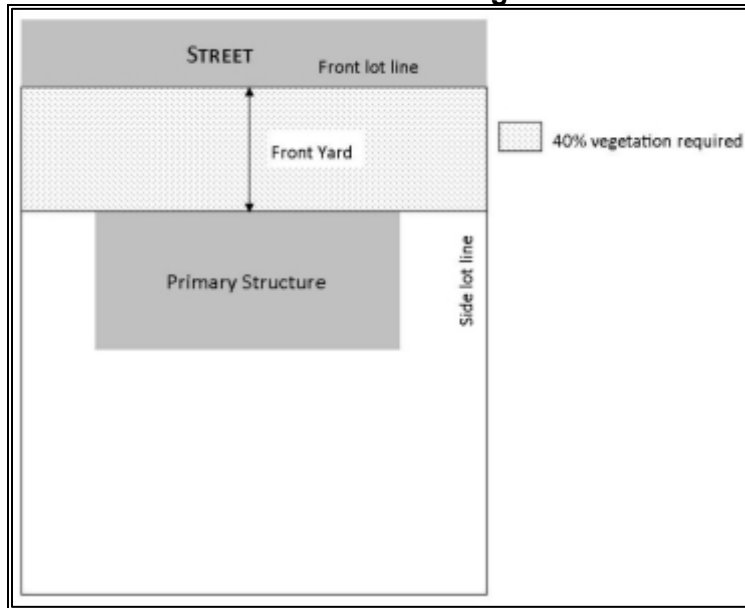 STREET
Front lot line
Front Yard
40% vegetation required
Primary Structure
Side lot line